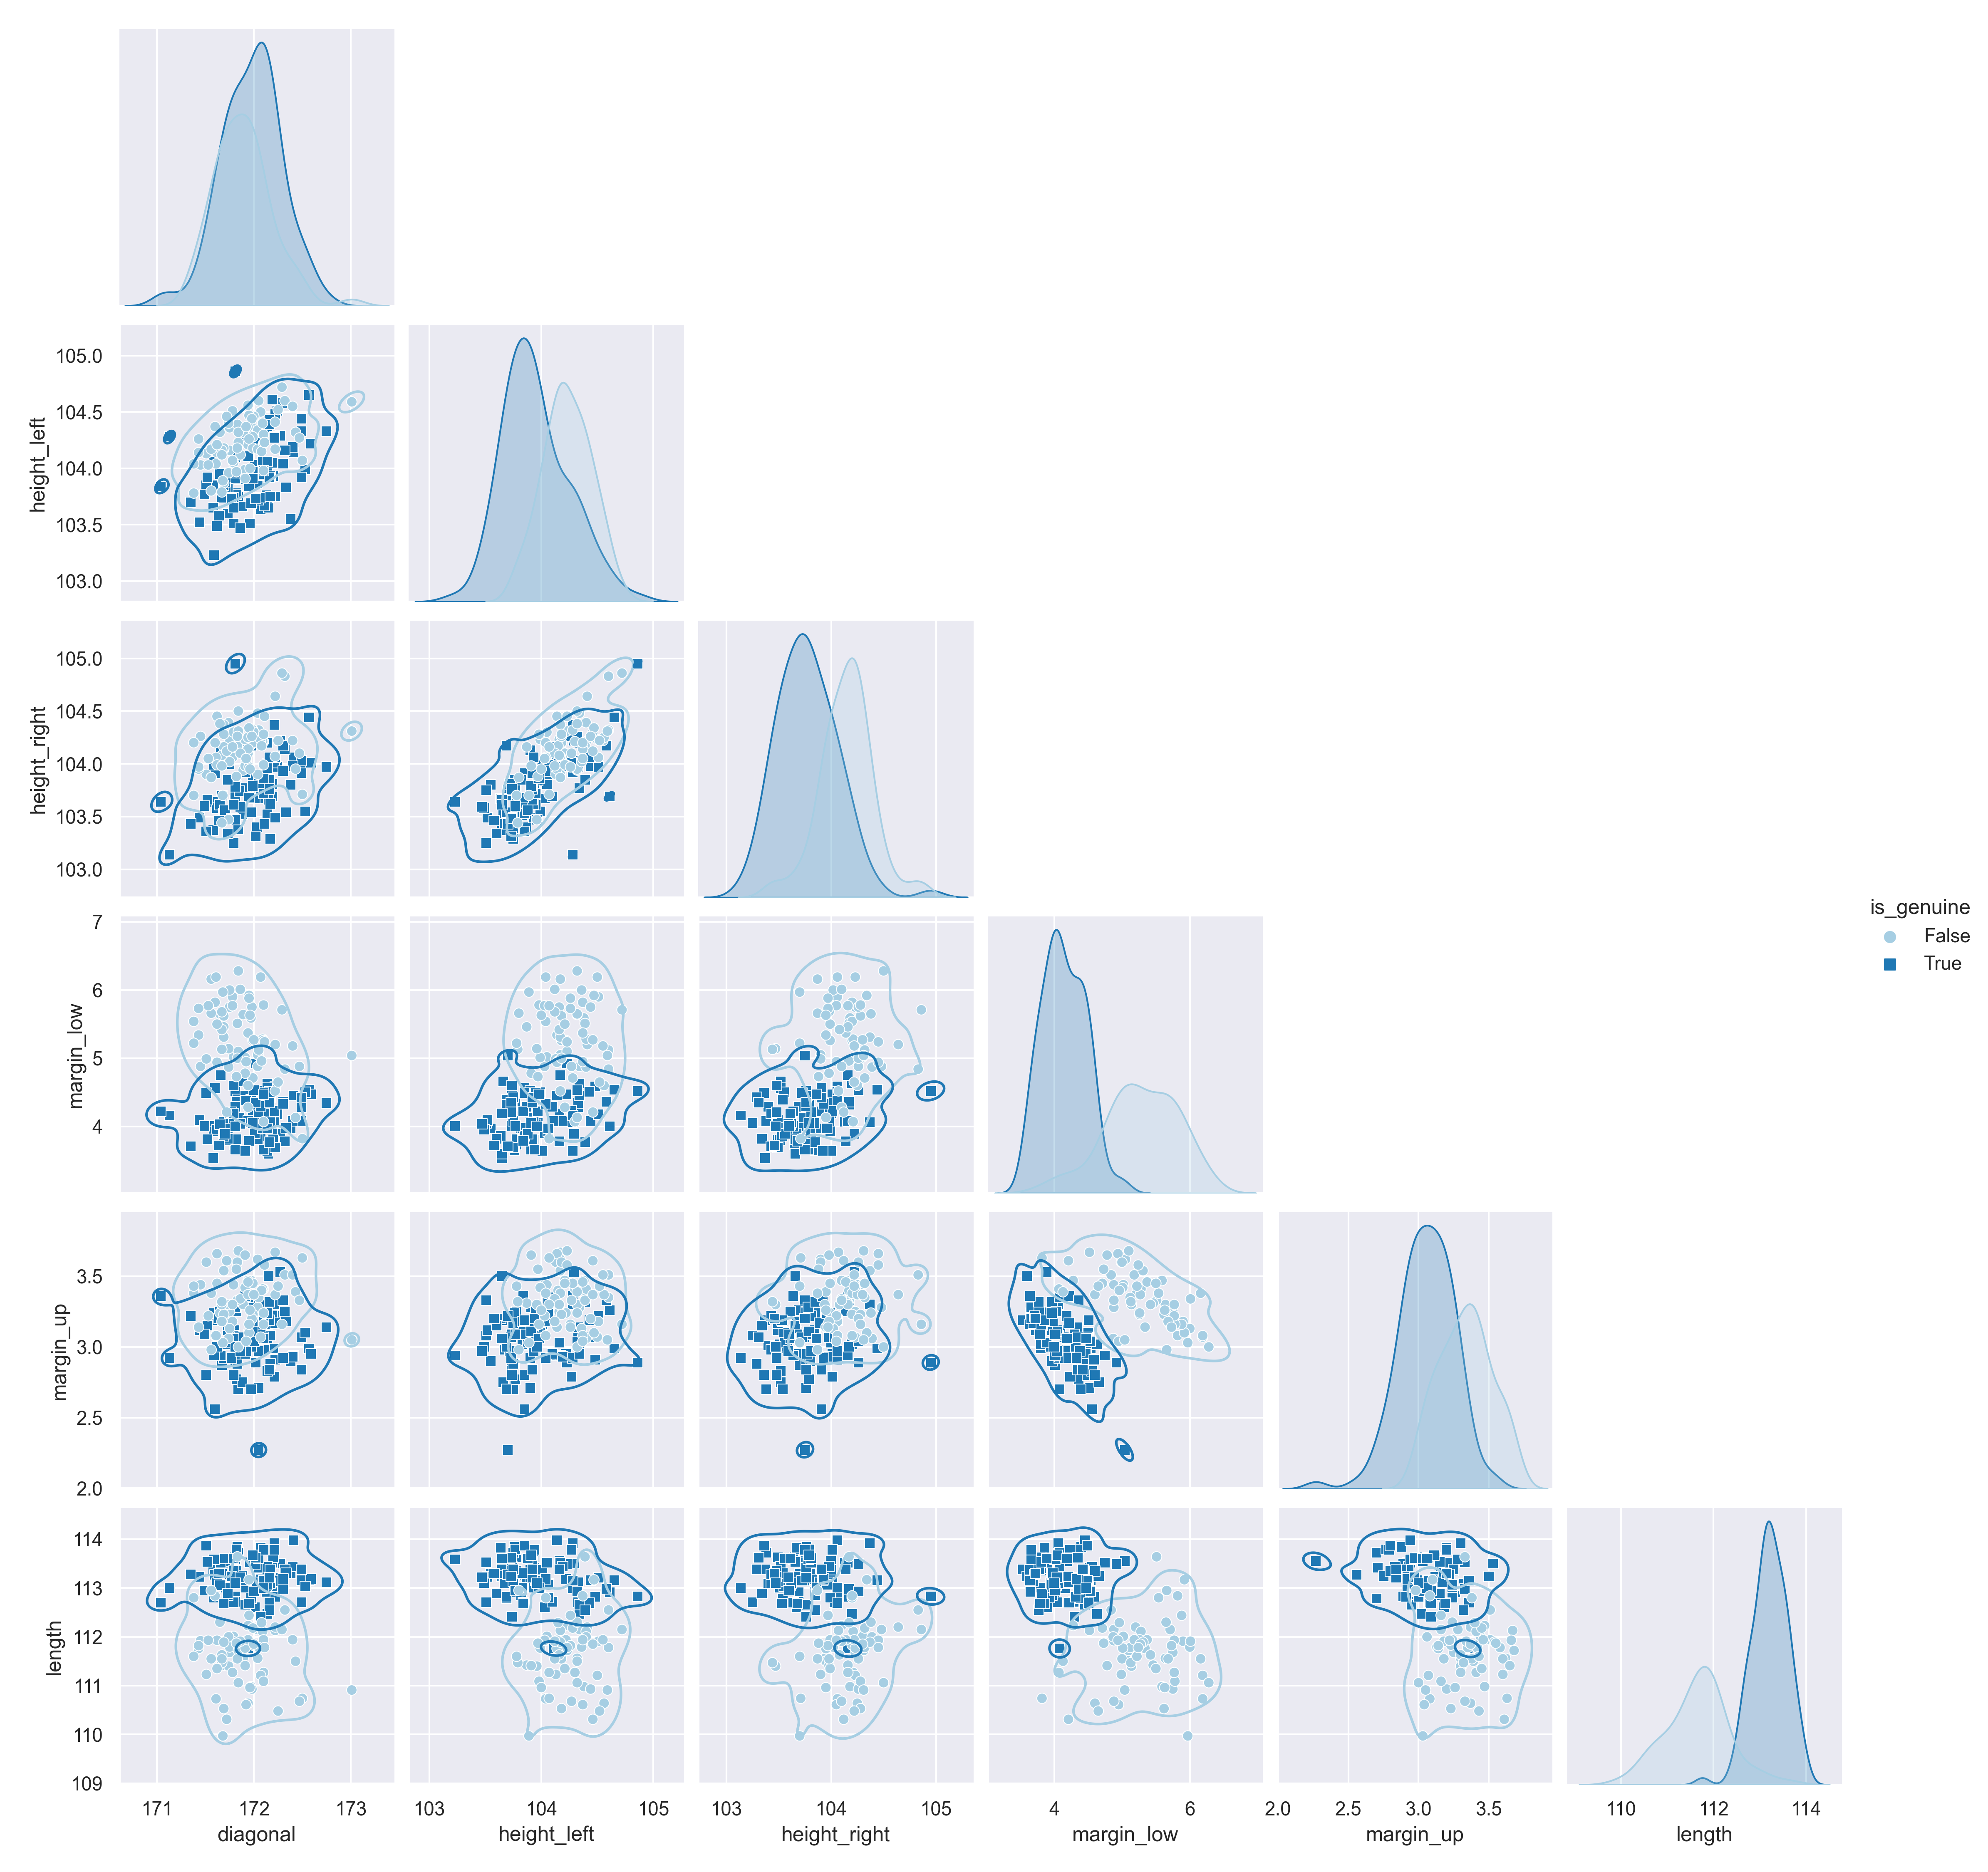 105.0
104.5
104.0
103.5
103.0
height_left
105.0
104.5
104.0
103.5
103.0
height_right
7
6
5
4
margin_low
is_genuine
False
True
3.5
3.0
2.5
2.0
margin_up
114
113
112
111
110
109
length
171 172 173 103 104 105 103 104 105 4 6 2.0 2.5 3.0 3.5 110 112 114
diagonal height_left height_right margin_low margin_up length